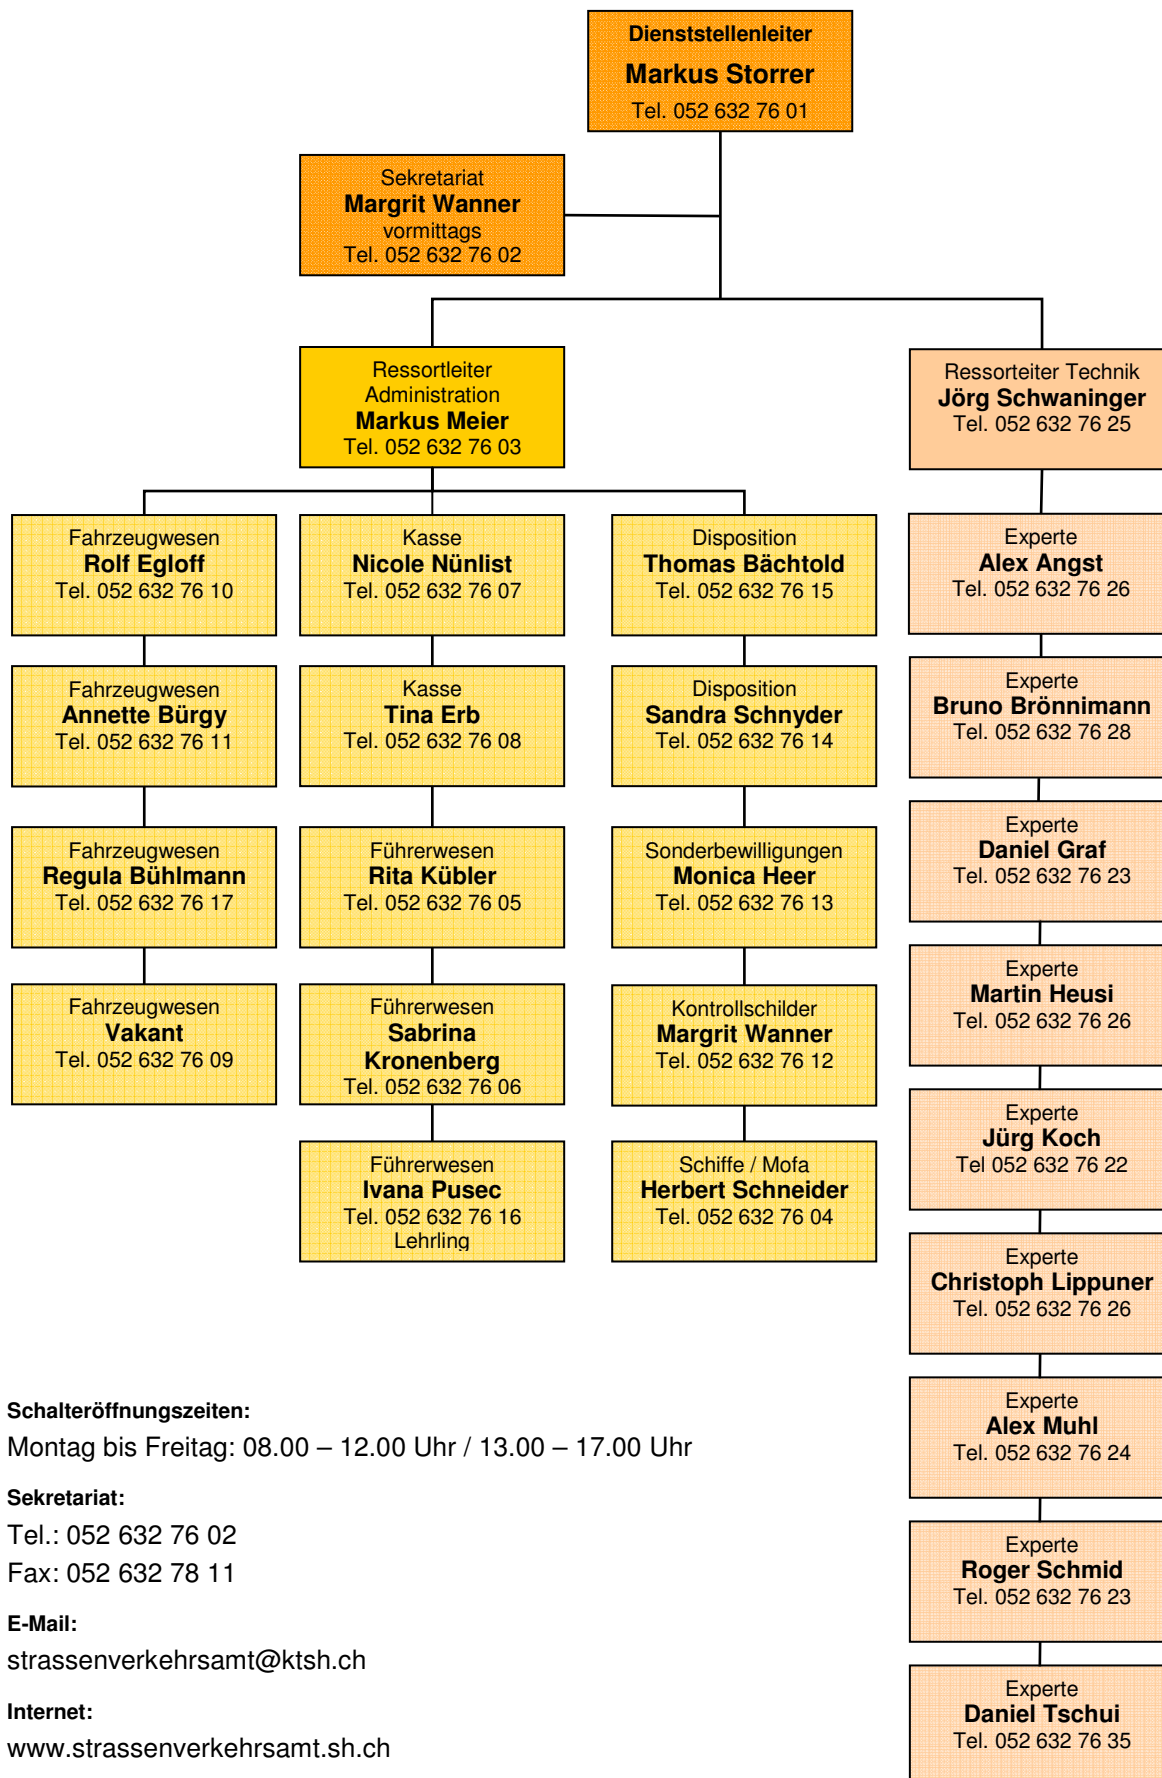 Dienststellenleiter
Markus Storrer
Tel. 052 632 76 01
Sekretariat
Margrit Wanner
vormittags
Tel. 052 632 76 02
Ressortleiter
Administration
Markus Meier
Tel. 052 632 76 03
Ressorteiter Technik
Jörg Schwaninger
Tel. 052 632 76 25
Fahrzeugwesen
Rolf Egloff
Tel. 052 632 76 10
Fahrzeugwesen
Annette Bürgy
Tel. 052 632 76 11
Fahrzeugwesen
Regula Bühlmann
Tel. 052 632 76 17
Fahrzeugwesen
Vakant
Tel. 052 632 76 09
Kasse
Nicole Nünlist
Tel. 052 632 76 07
Kasse
Tina Erb
Tel. 052 632 76 08
Führerwesen
Rita Kübler
Tel. 052 632 76 05
Führerwesen
Sabrina
Kronenberg
Tel. 052 632 76 06
Führerwesen
Ivana Pusec
Tel. 052 632 76 16
Lehrling
Disposition
Thomas Bächtold
Tel. 052 632 76 15
Disposition
Sandra Schnyder
Tel. 052 632 76 14
Sonderbewilligungen
Monica Heer
Tel. 052 632 76 13
Kontrollschilder
Margrit Wanner
Tel. 052 632 76 12
Schiffe / Mofa
Herbert Schneider
Tel. 052 632 76 04
Experte
Alex Angst
Tel. 052 632 76 26
Experte
Bruno Brönnimann
Tel. 052 632 76 28
Experte
Daniel Graf
Tel. 052 632 76 23
Experte
Martin Heusi
Tel. 052 632 76 26
Experte
Jürg Koch
Tel 052 632 76 22
Experte
Christoph Lippuner
Tel. 052 632 76 26
Experte
Alex Muhl
Tel. 052 632 76 24
Experte
Roger Schmid
Tel. 052 632 76 23
Experte
Daniel Tschui
Tel. 052 632 76 35
Schalteröffnungszeiten:
Montag bis Freitag: 08.00 – 12.00 Uhr / 13.00 – 17.00 Uhr
Sekretariat:
Tel.: 052 632 76 02
Fax: 052 632 78 11
E-Mail:
strassenverkehrsamt@ktsh.ch
Internet:
www.strassenverkehrsamt.sh.ch